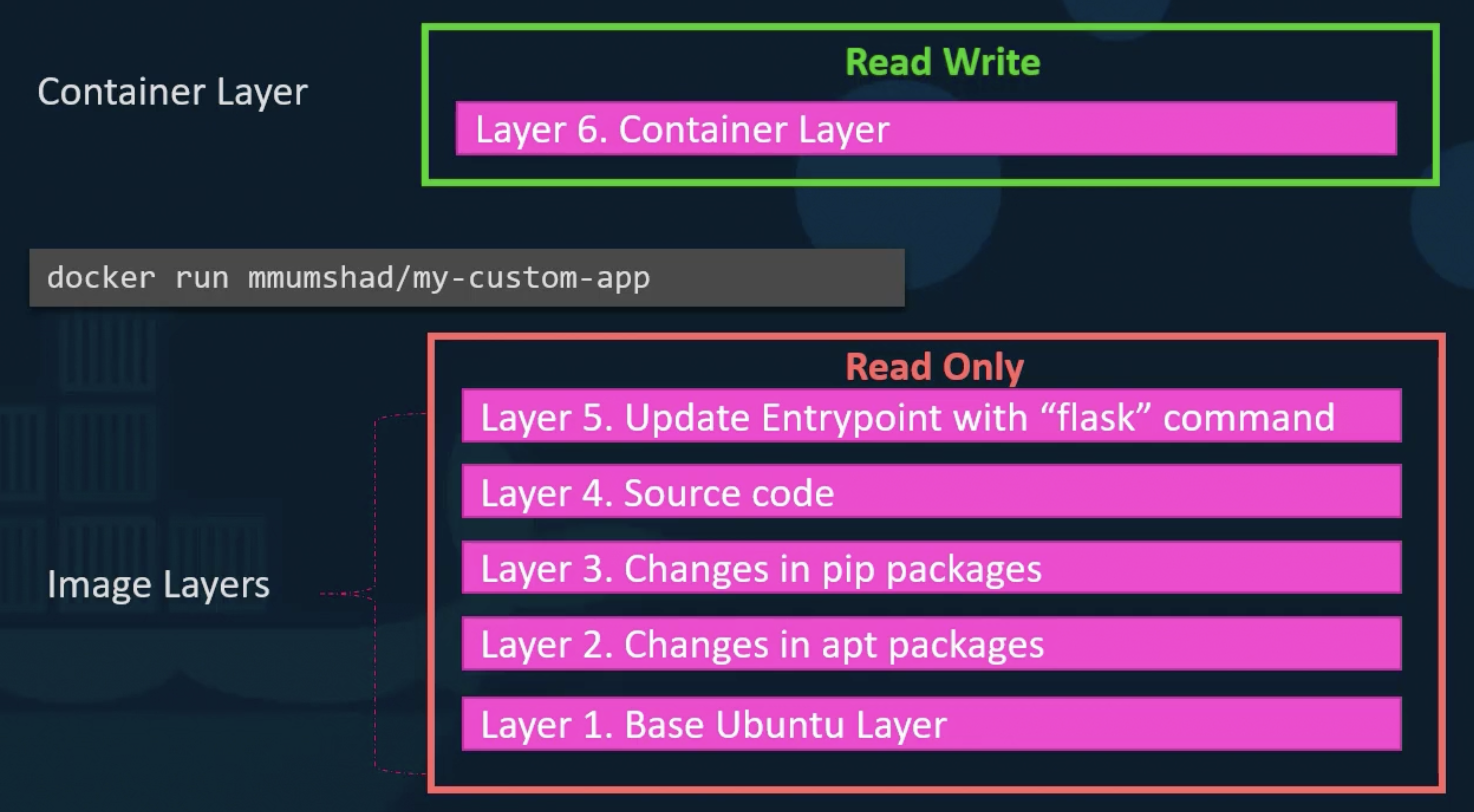 Read Write
Container Layer
Layer 6. Container Layer
docker run mmumshad/my-custom-app
Read Only
Layer 5. Update Entrypoint with “flask” command
Layer 4. Source code
Layer 3. Changes in pip packages
Image Layers
Layer 2. Changes in apt packages
Layer 1. Base Ubuntu Layer